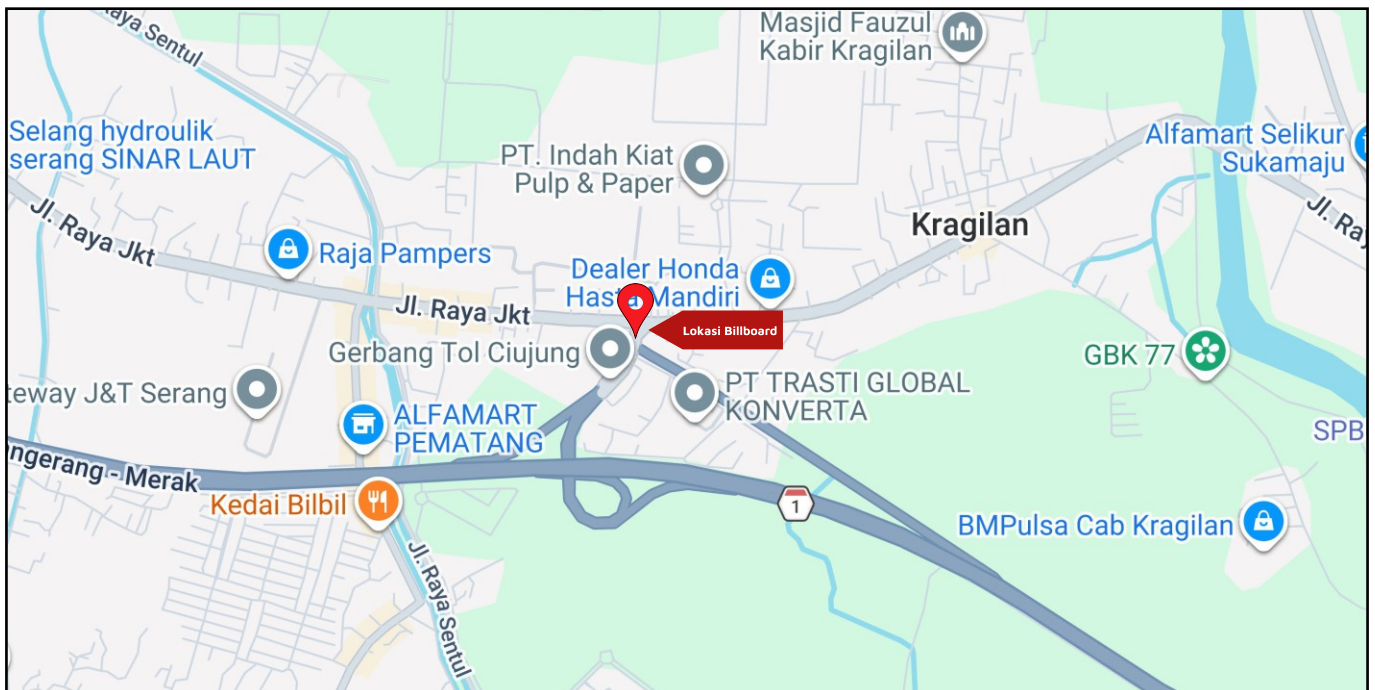 Raya Sentul
Masjid Fauzul
Kabir Kragilan
Selang hydroulik
serang SINAR LAUT
Alfamart Selikur
Sukamaju
PT. Indah Kiat
Pulp & Paper
Jl. Raya Jkt
Jl. Ra
Kragilan
Raja Pampers
Dealer Honda
Hasta Mandiri
Jl. Raya Jkt
Lokasi Billboard
Gerbang Tol Ciujung
GBK 77
teway J&T Serang
PT TRASTI GLOBAL
KONVERTA
ALFAMART
PEMATANG
SPB
ngerang - Merak
Kedai Bilbil
1
BMPulsa Cab Kragilan
Jl. Raya Sentul